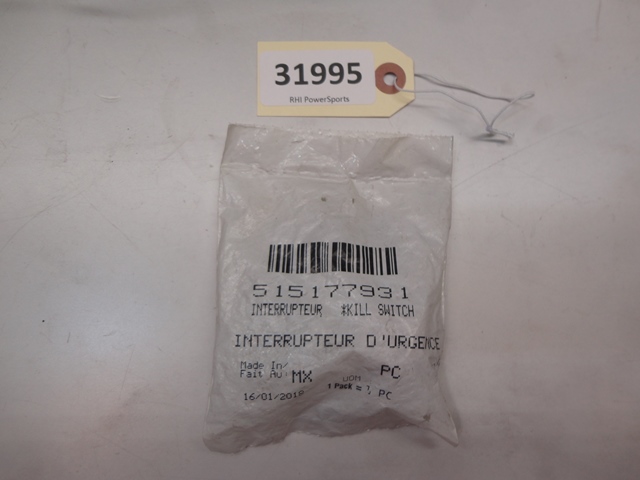 31995
RHI PowerSports
515177931
INTERRUPTEUR *KILL SWITCH
INTERRUPTEUR D'URGENCE
Made In/
Fait Au: MX UOM PC
1 Pack = 1 PC
16/01/2018